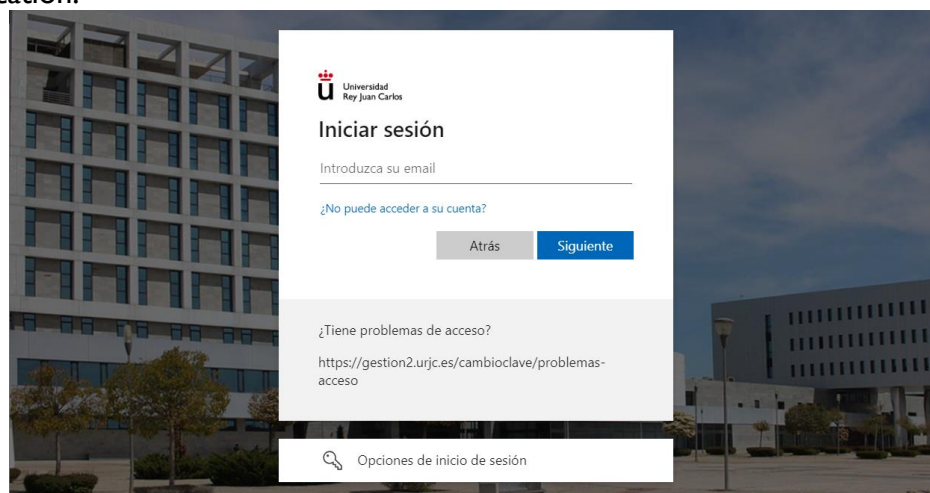 Universidad
Rey Juan Carlos
Iniciar sesión
Introduzca su email
¿No puede acceder a su cuenta?
Atrás Siguiente
¿Tiene problemas de acceso?
https://gestion2.urjc.es/cambioclave/problemas-
acceso
Opciones de inicio de sesión